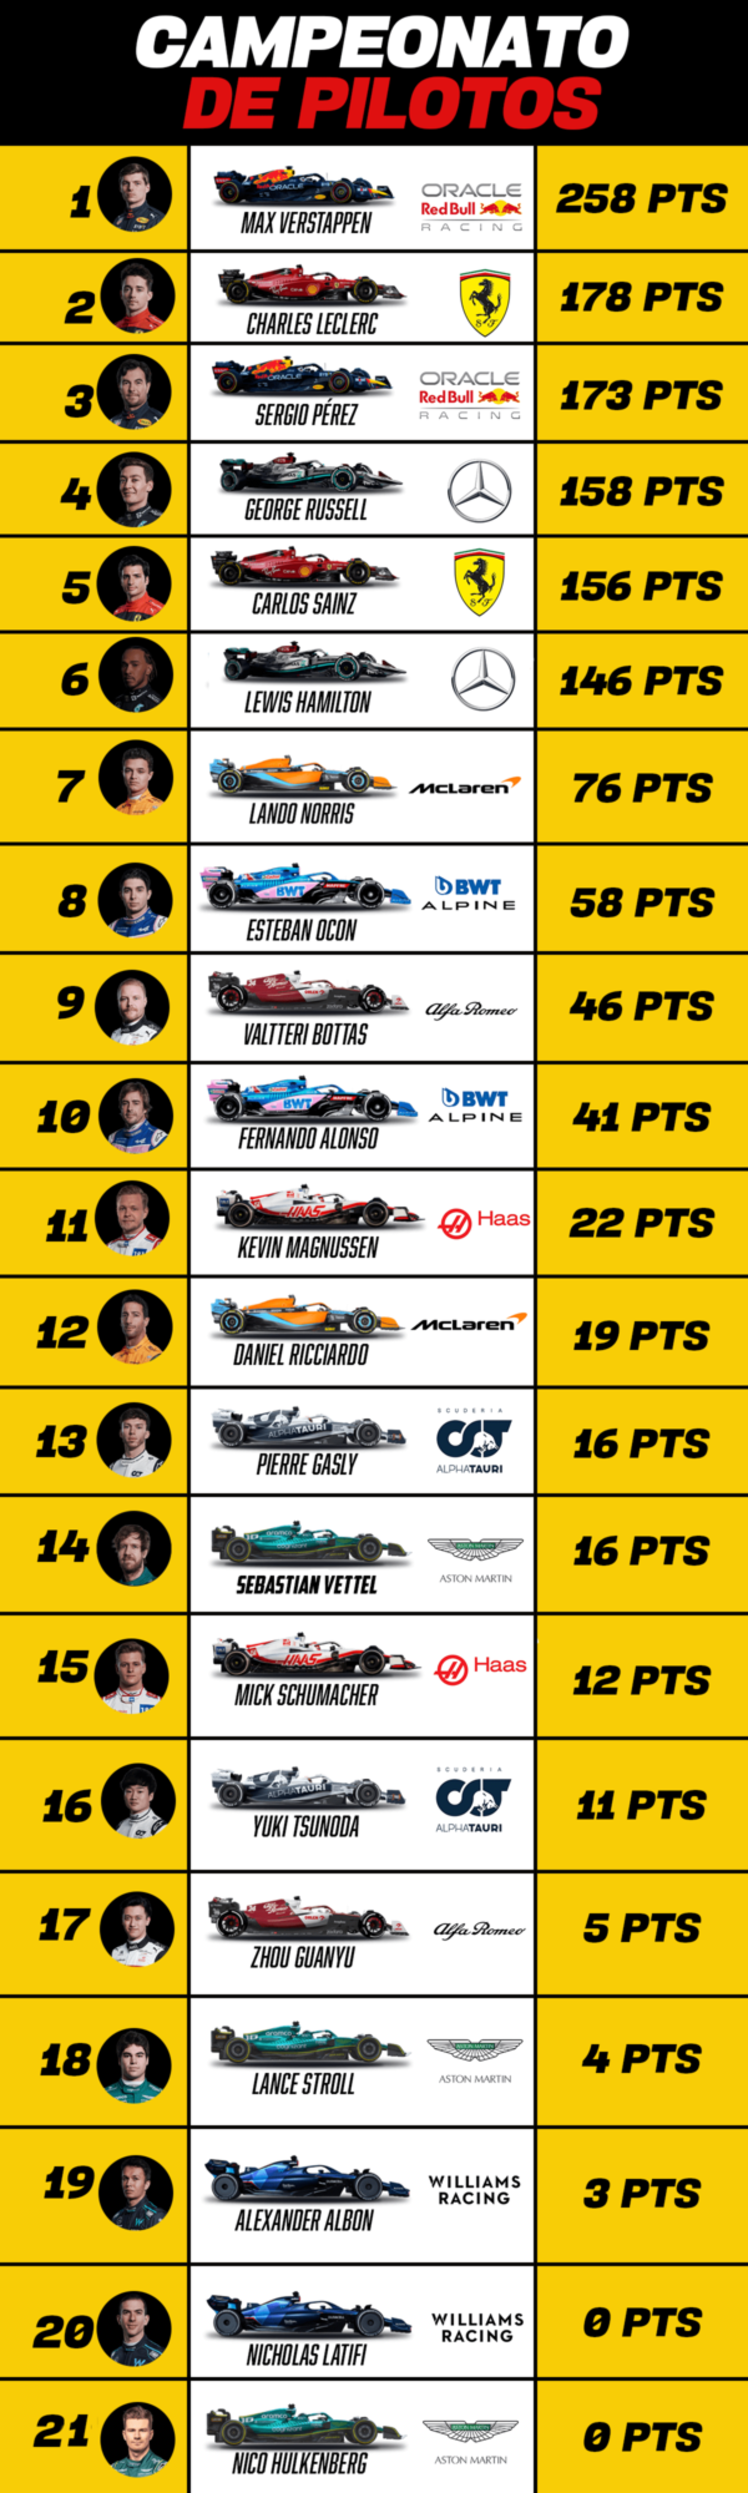 CAMPEONATO
DE PILOTOS
1 MAX VERSTAPPEN ORACLE Red Bull RACING 258 PTS
2 CHARLES LECLERC S F 178 PTS
3 SERGIO PÉREZ ORACLE Red Bull RACING 173 PTS
4 GEORGE RUSSELL 158 PTS
5 CARLOS SAINZ S F 156 PTS
6 LEWIS HAMILTON 146 PTS
7 LANDO NORRIS McLaren 76 PTS
8 ESTEBAN OCON BWT ALPINE 58 PTS
9 VALTTERI BOTTAS Alfa Romeo 46 PTS
10 FERNANDO ALONSO BWT ALPINE 41 PTS
11 KEVIN MAGNUSSEN Haas 22 PTS
12 DANIEL RICCIARDO McLaren 19 PTS
13 PIERRE GASLY SCUDERIA ALPHATAURI 16 PTS
14 SEBASTIAN VETTEL ASTON MARTIN 16 PTS
15 MICK SCHUMACHER Haas 12 PTS
16 YUKI TSUNODA SCUDERIA ALPHATAURI 11 PTS
17 ZHOU GUANYU Alfa Romeo 5 PTS
18 LANCE STROLL ASTON MARTIN 4 PTS
19 ALEXANDER ALBON WILLIAMS RACING 3 PTS
20 NICHOLAS LATIFI WILLIAMS RACING 0 PTS
21 NICO HULKENBERG ASTON MARTIN 0 PTS